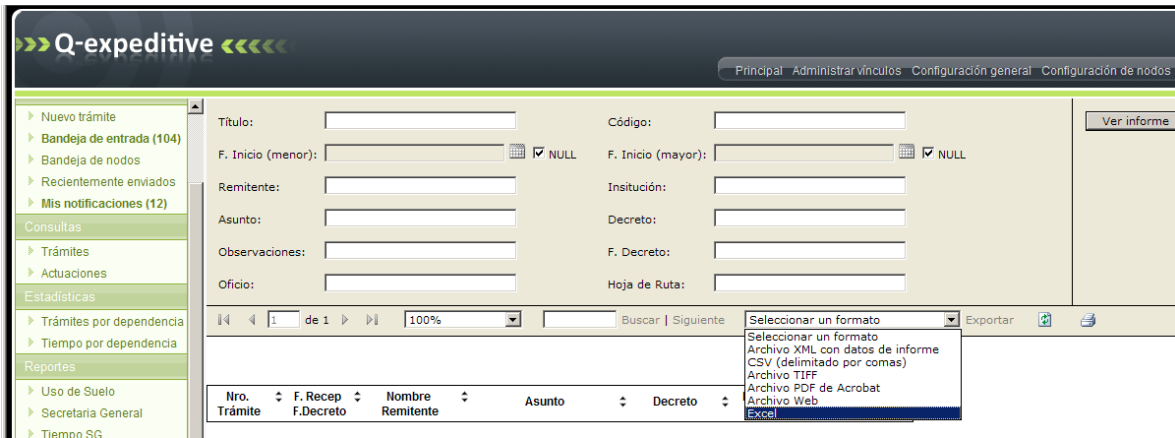 Q-expeditive
Principal Administrar vínculos Configuración general Configuración de nodos
Nuevo trámite
Bandeja de entrada (104)
Bandeja de nodos
Recientemente enviados
Mis notificaciones (12)
Consultas
Trámites
Actuaciones
Estadísticas
Trámites por dependencia
Tiempo por dependencia
Reportes
Uso de Suelo
Secretaria General
Tiempo SG
Título: Código: Ver informe
F. Inicio (menor): NULL F. Inicio (mayor): NULL
Remitente: Insitución:
Asunto: Decreto:
Observaciones: F. Decreto:
Oficio: Hoja de Ruta:
1 de 1 100% Buscar | Siguiente Seleccionar un formato Exportar
Seleccionar un formato
Archivo XML con datos de informe
CSV (delimitado por comas)
Archivo TIFF
Archivo PDF de Acrobat
Archivo Web
Excel
Nro. F. Recep Nombre
Trámite F.Decreto Remitente Asunto Decreto